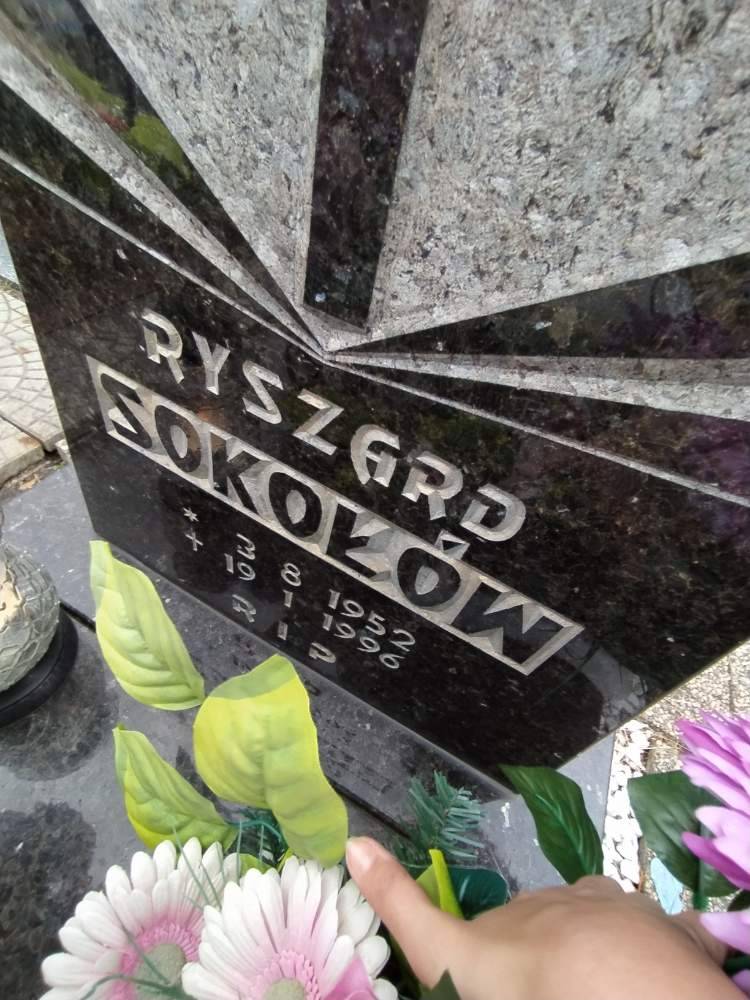 RYSZARD
SOKOŁÓW
* 3 8 1952
† 19 1 1996
R I P